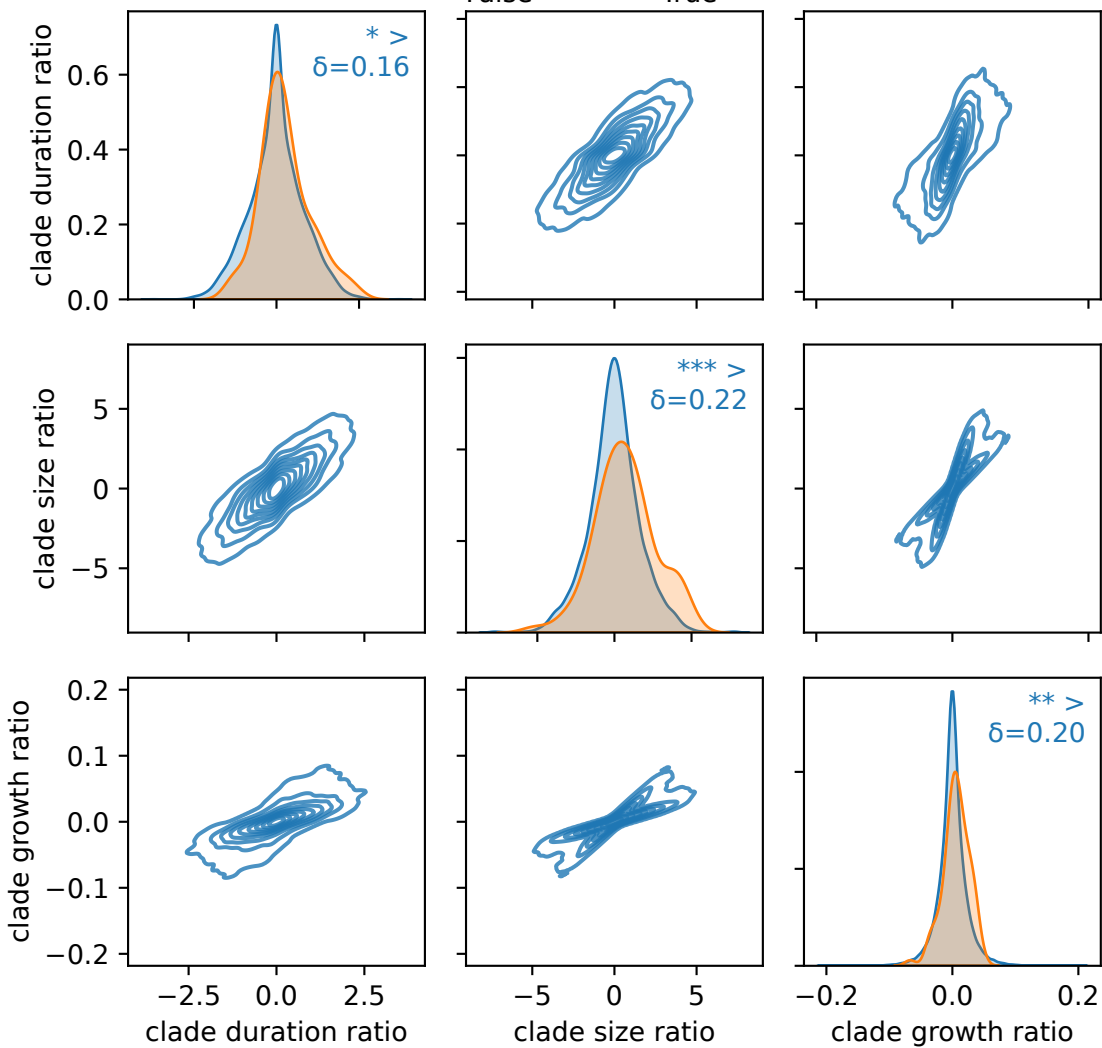 clade duration ratio
0.6
0.4
0.2
0.0
* >
δ=0.16
clade size ratio
5
0
−5
*** >
δ=0.22
clade growth ratio
0.2
0.1
0.0
−0.1
−0.2
** >
δ=0.20
−2.5 0.0 2.5
−5 0 5
−0.2 0.0 0.2
clade duration ratio
clade size ratio
clade growth ratio